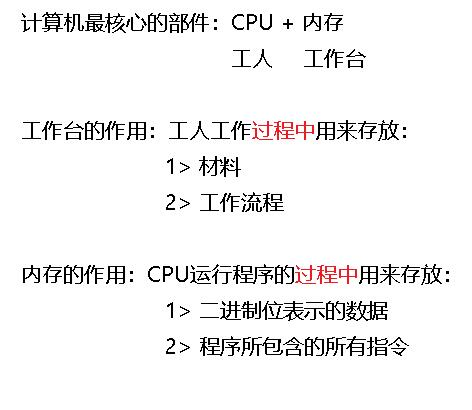 计算机最核心的部件：CPU + 内存
工人 工作台
工作台的作用：工人工作过程中用来存放：
1> 材料
2> 工作流程
内存的作用：CPU运行程序的过程中用来存放：
1> 二进制位表示的数据
2> 程序所包含的所有指令